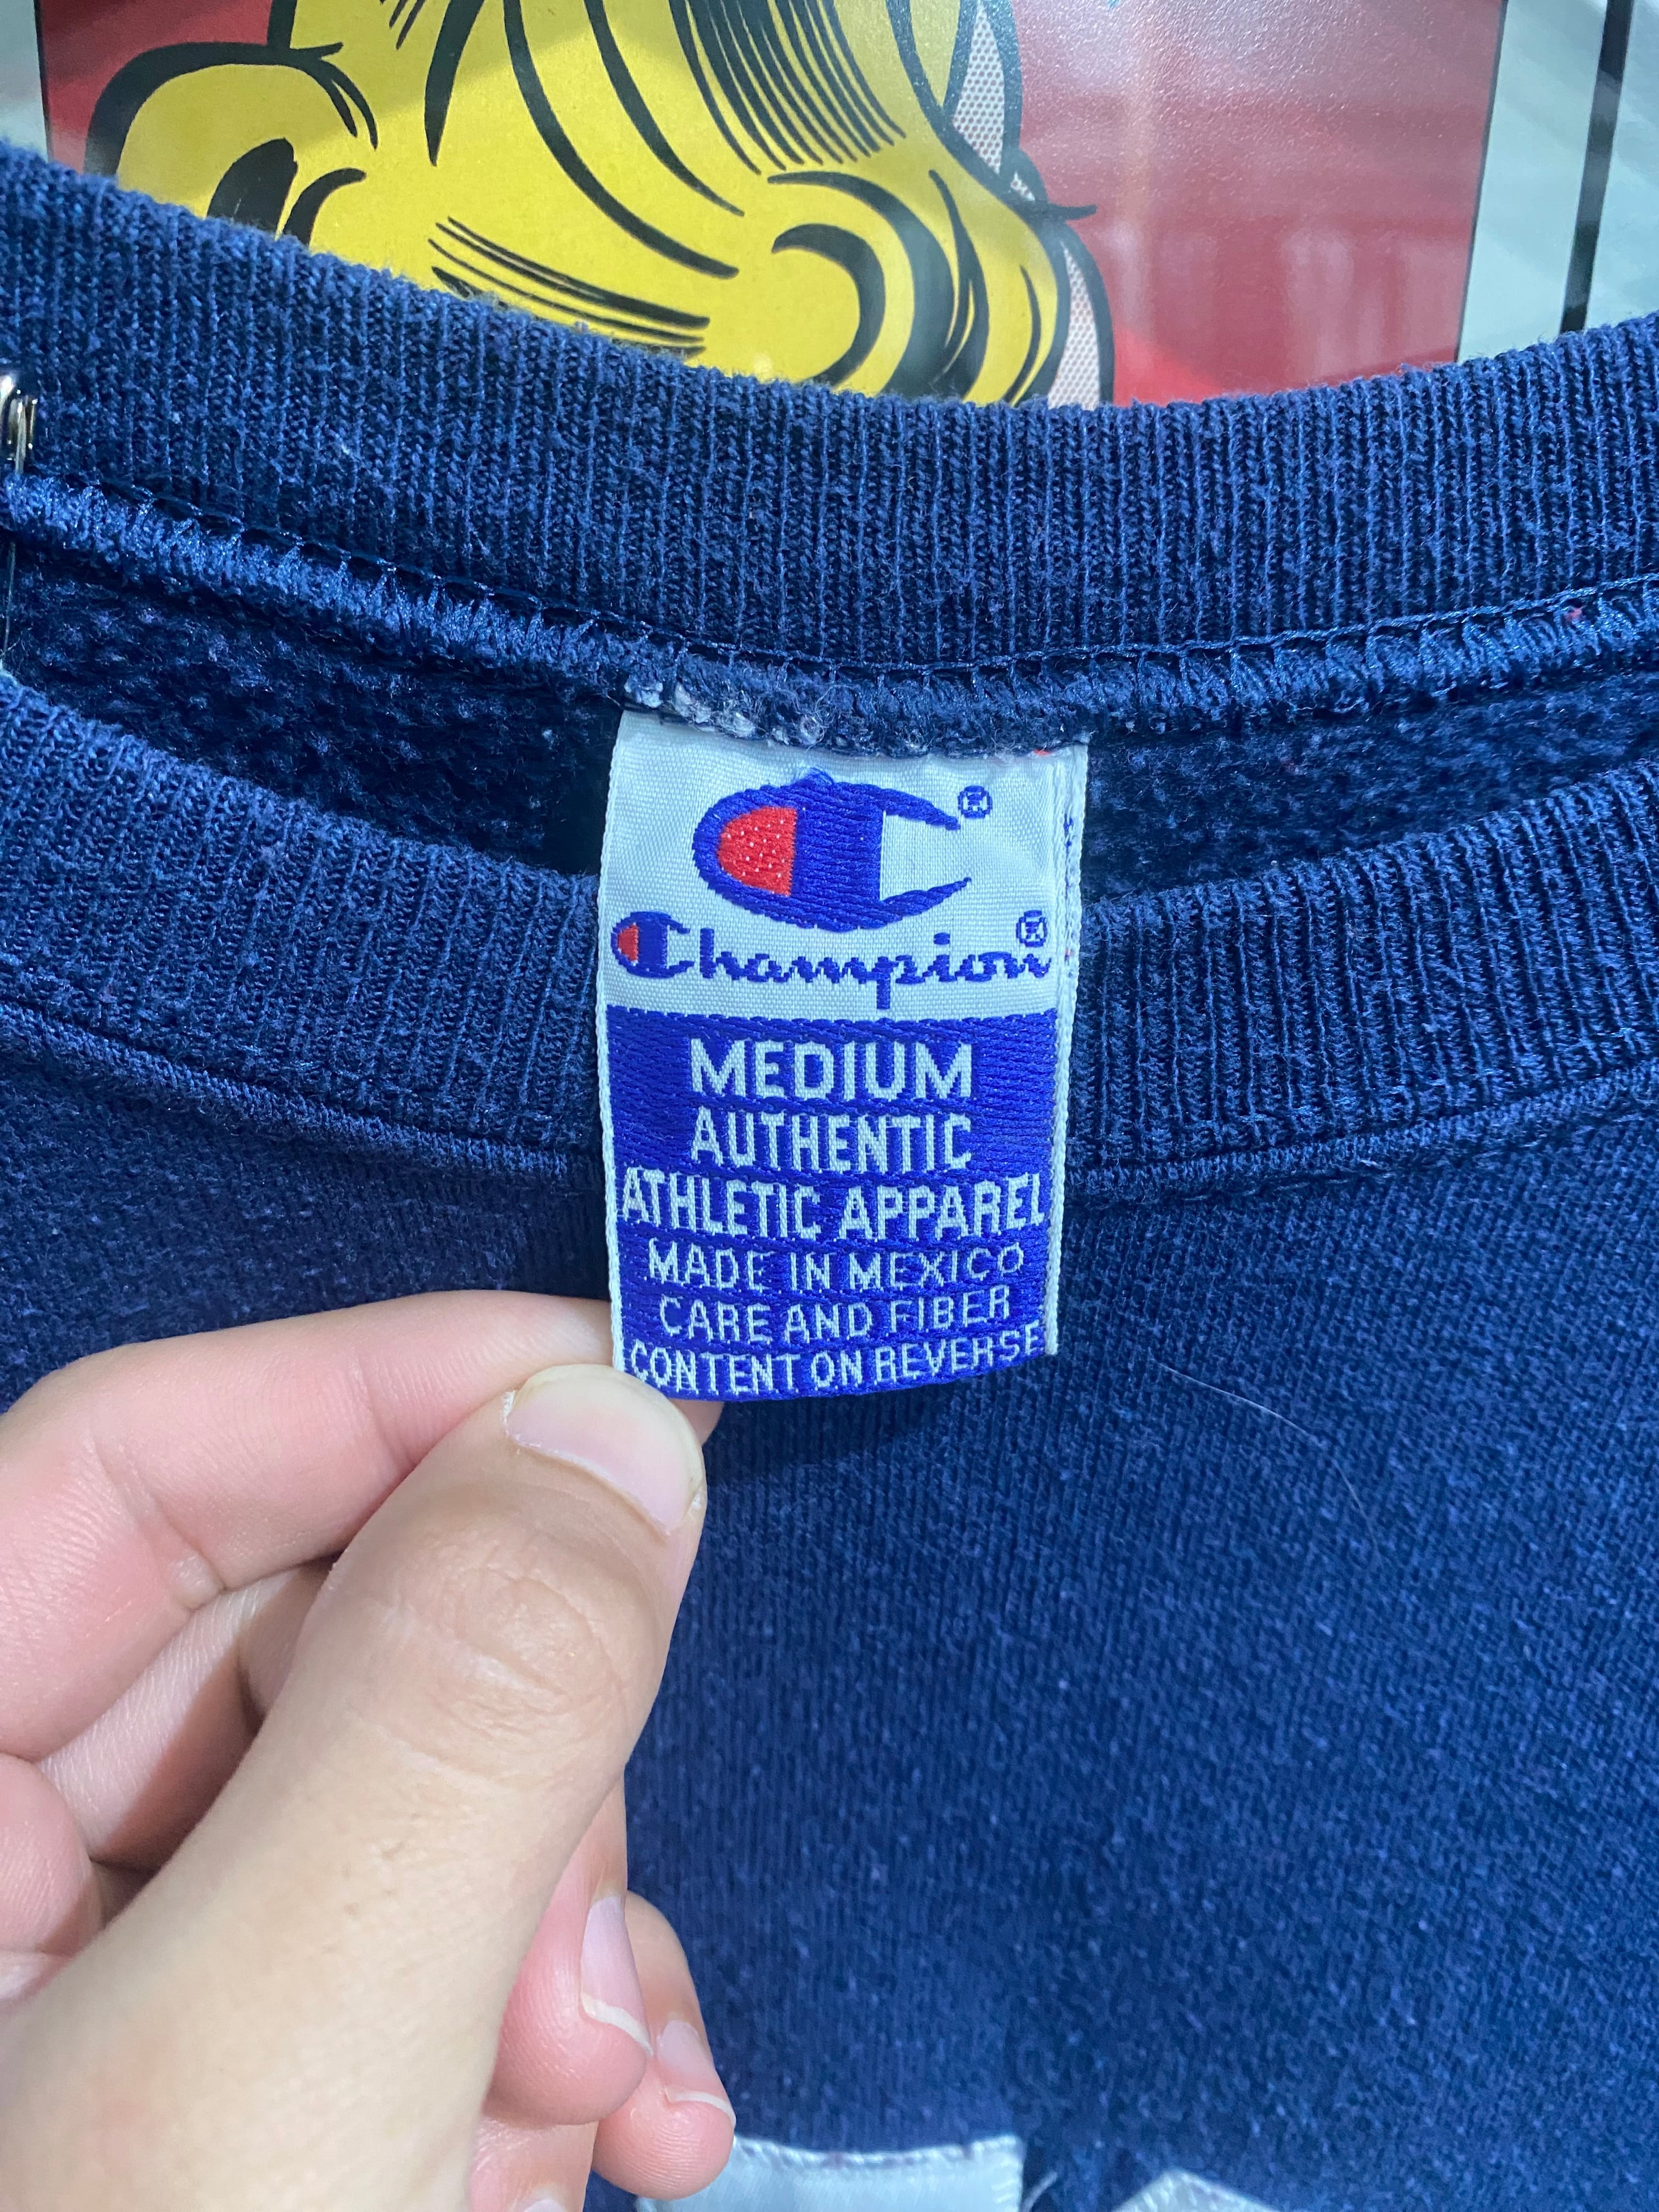 Champion®
MEDIUM
AUTHENTIC
ATHLETIC APPAREL
MADE IN MEXICO
CARE AND FIBER
CONTENT ON REVERSE